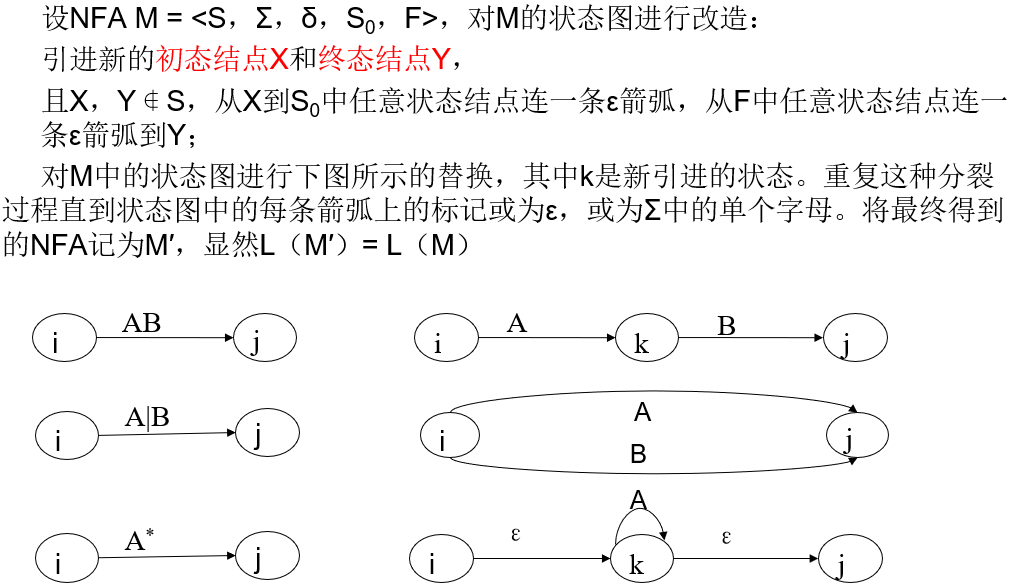 设NFA M = <S，Σ，δ，S₀，F>，对M的状态图进行改造：
引进新的初态结点X和终态结点Y，
且X，Y∉S，从X到S₀中任意状态结点连一条ε箭弧，从F中任意状态结点连一
条ε箭弧到Y；
对M中的状态图进行下图所示的替换，其中k是新引进的状态。重复这种分裂
过程直到状态图中的每条箭弧上的标记或为ε，或为Σ中的单个字母。将最终得到
的NFA记为M′，显然L（M′）= L（M）
i AB j i A k B j
i A|B j i A B j
i A* j i ε k A ε j